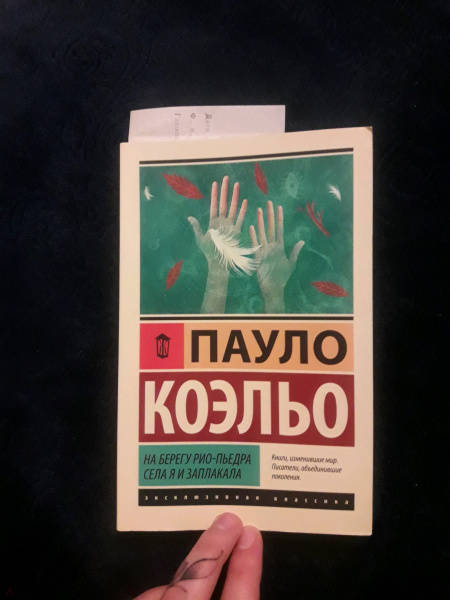 ПАУЛО
КОЭЛЬО
НА БЕРЕГУ РИО-ПЬЕДРА
СЕЛА Я И ЗАПЛАКАЛА
Книги, изменившие мир.
Писатели, объединившие
поколения.
эксклюзивная классика